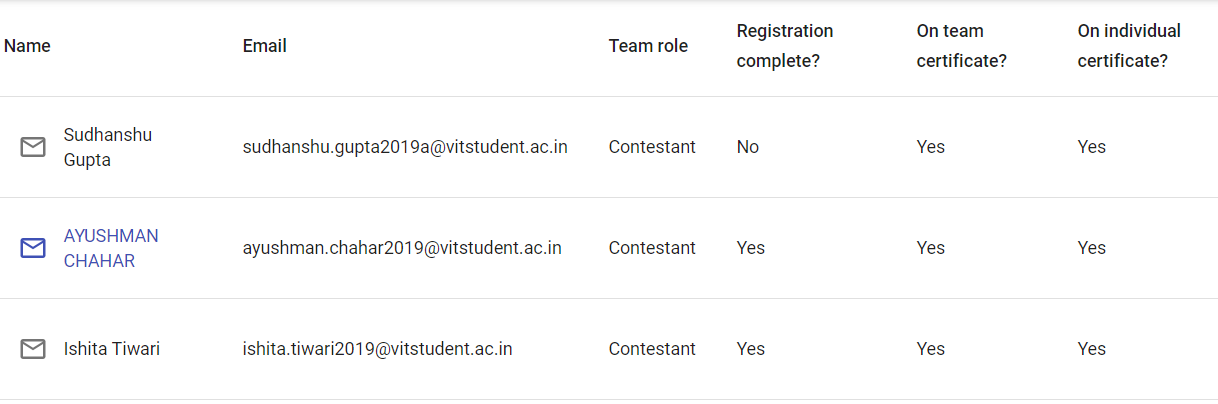 Name Email Team role Registration complete? On team certificate? On individual certificate?
Sudhanshu Gupta sudhanshu.gupta2019a@vitstudent.ac.in Contestant No Yes Yes
AYUSHMAN CHAHAR ayushman.chahar2019@vitstudent.ac.in Contestant Yes Yes Yes
Ishita Tiwari ishita.tiwari2019@vitstudent.ac.in Contestant Yes Yes Yes